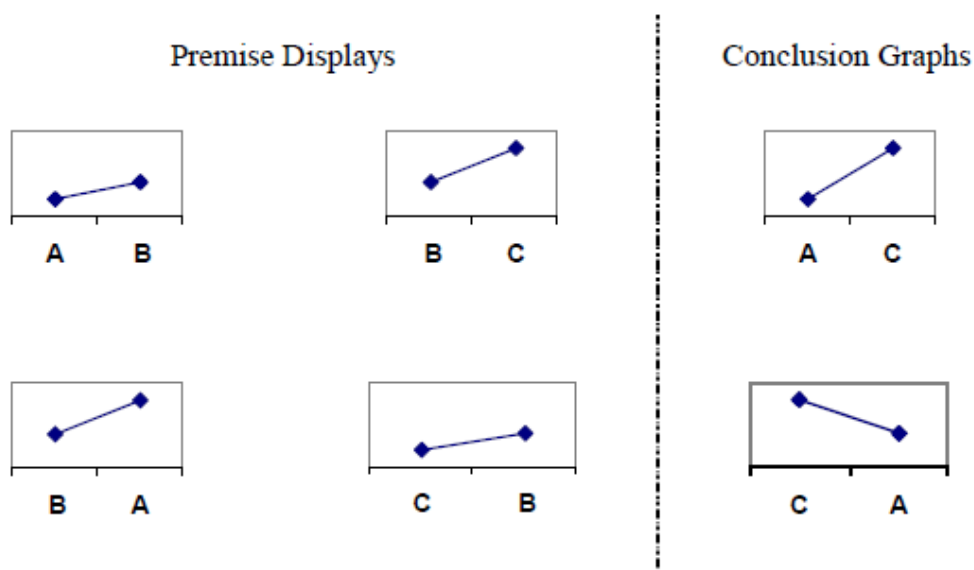 Premise Displays
Conclusion Graphs
A B
B C
A C
B A
C B
C A